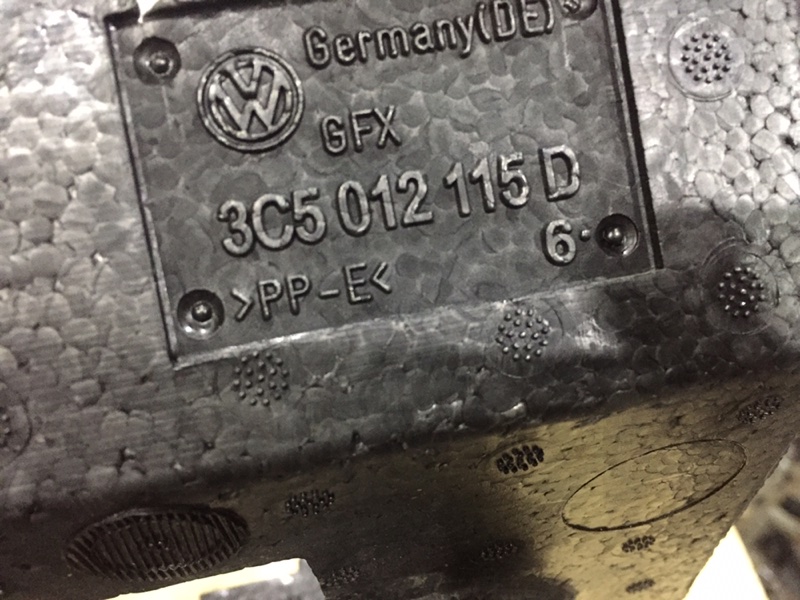 Germany(DE)
GFX
3C5 012 115 D
6
>PP-E<